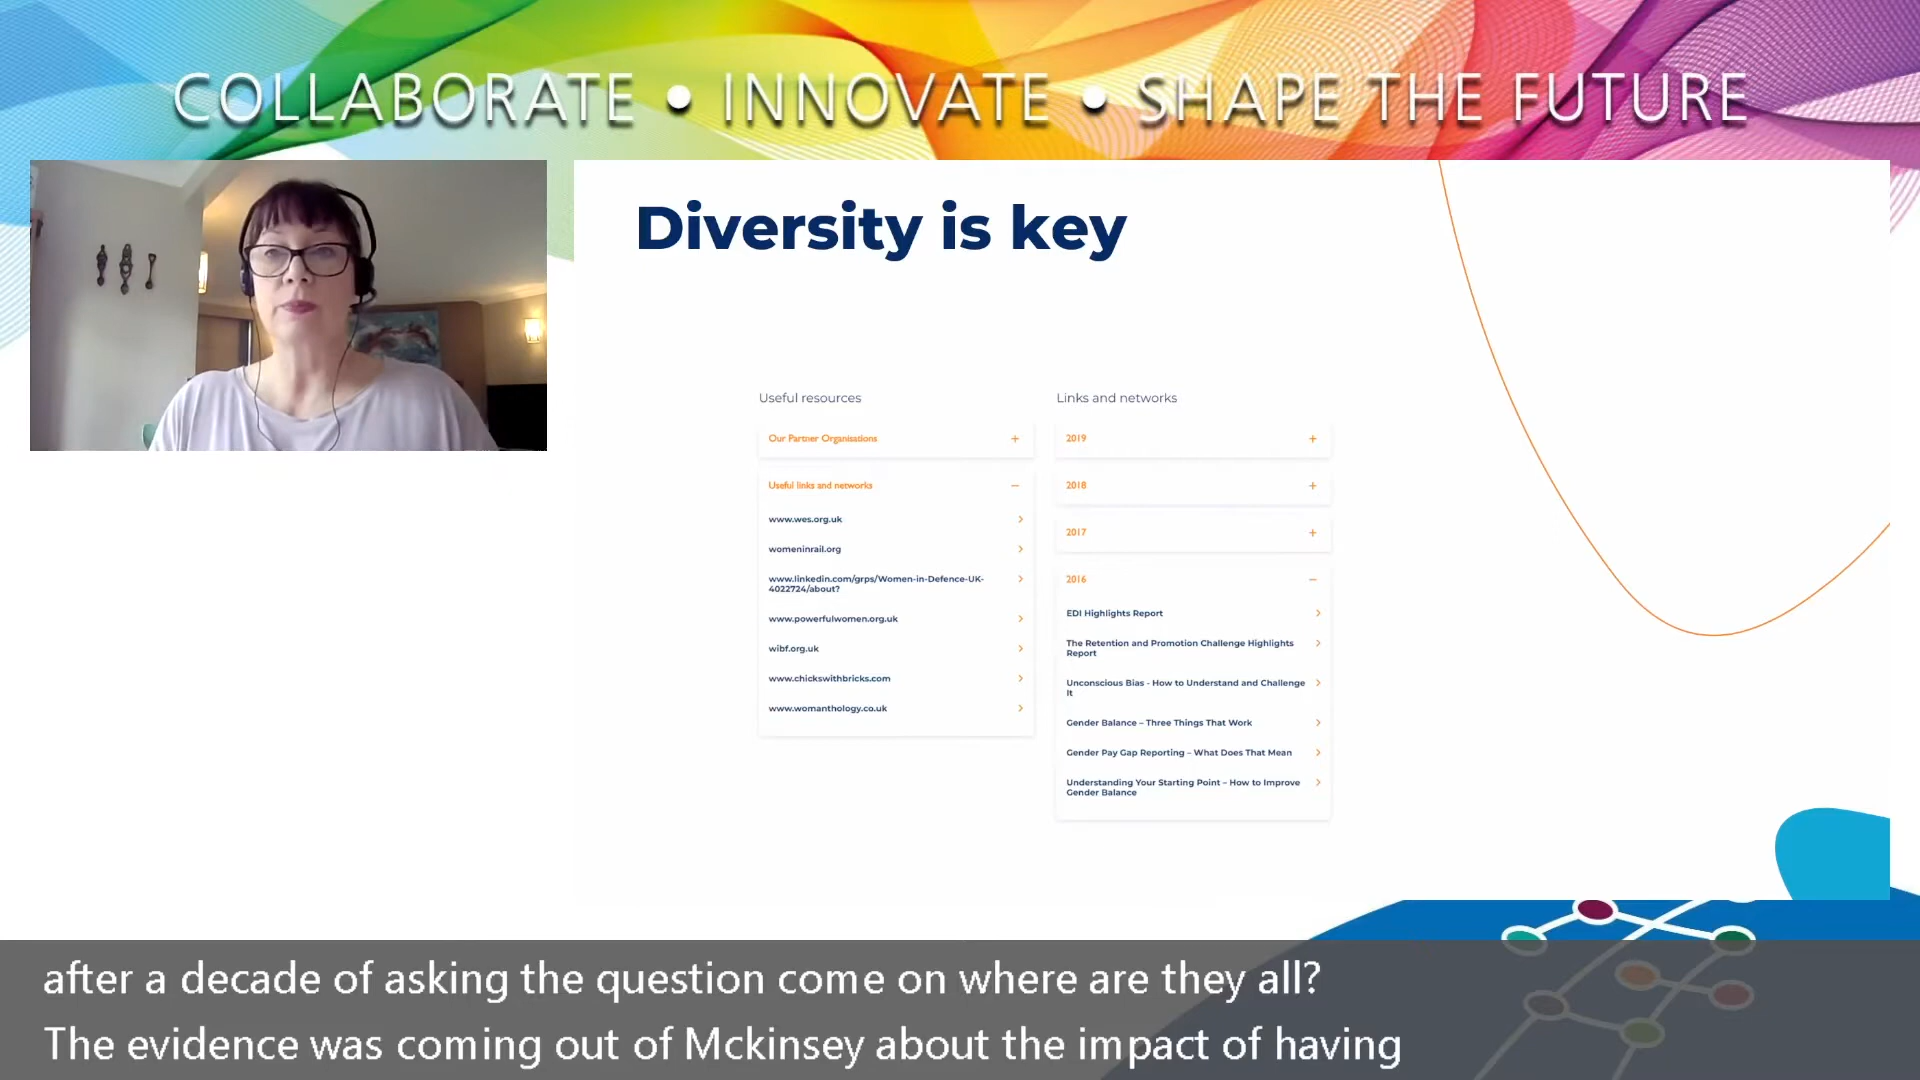 COLLABORATE • INNOVATE • SHAPE THE FUTURE
Diversity is key
Useful resources
Our Partner Organisations
Useful links and networks
www.wes.org.uk
womeninrail.org
www.linkedin.com/grps/Women-in-Defence-UK-
4022724/about?
www.powerfulwomen.org.uk
wibf.org.uk
www.chickswithbricks.com
www.womanthology.co.uk
Links and networks
2019
2018
2017
2016
EDI Highlights Report
The Retention and Promotion Challenge Highlights
Report
Unconscious Bias - How to Understand and Challenge
It
Gender Balance – Three Things That Work
Gender Pay Gap Reporting – What Does That Mean
Understanding Your Starting Point – How to Improve
Gender Balance
after a decade of asking the question come on where are they all?
The evidence was coming out of Mckinsey about the impact of having